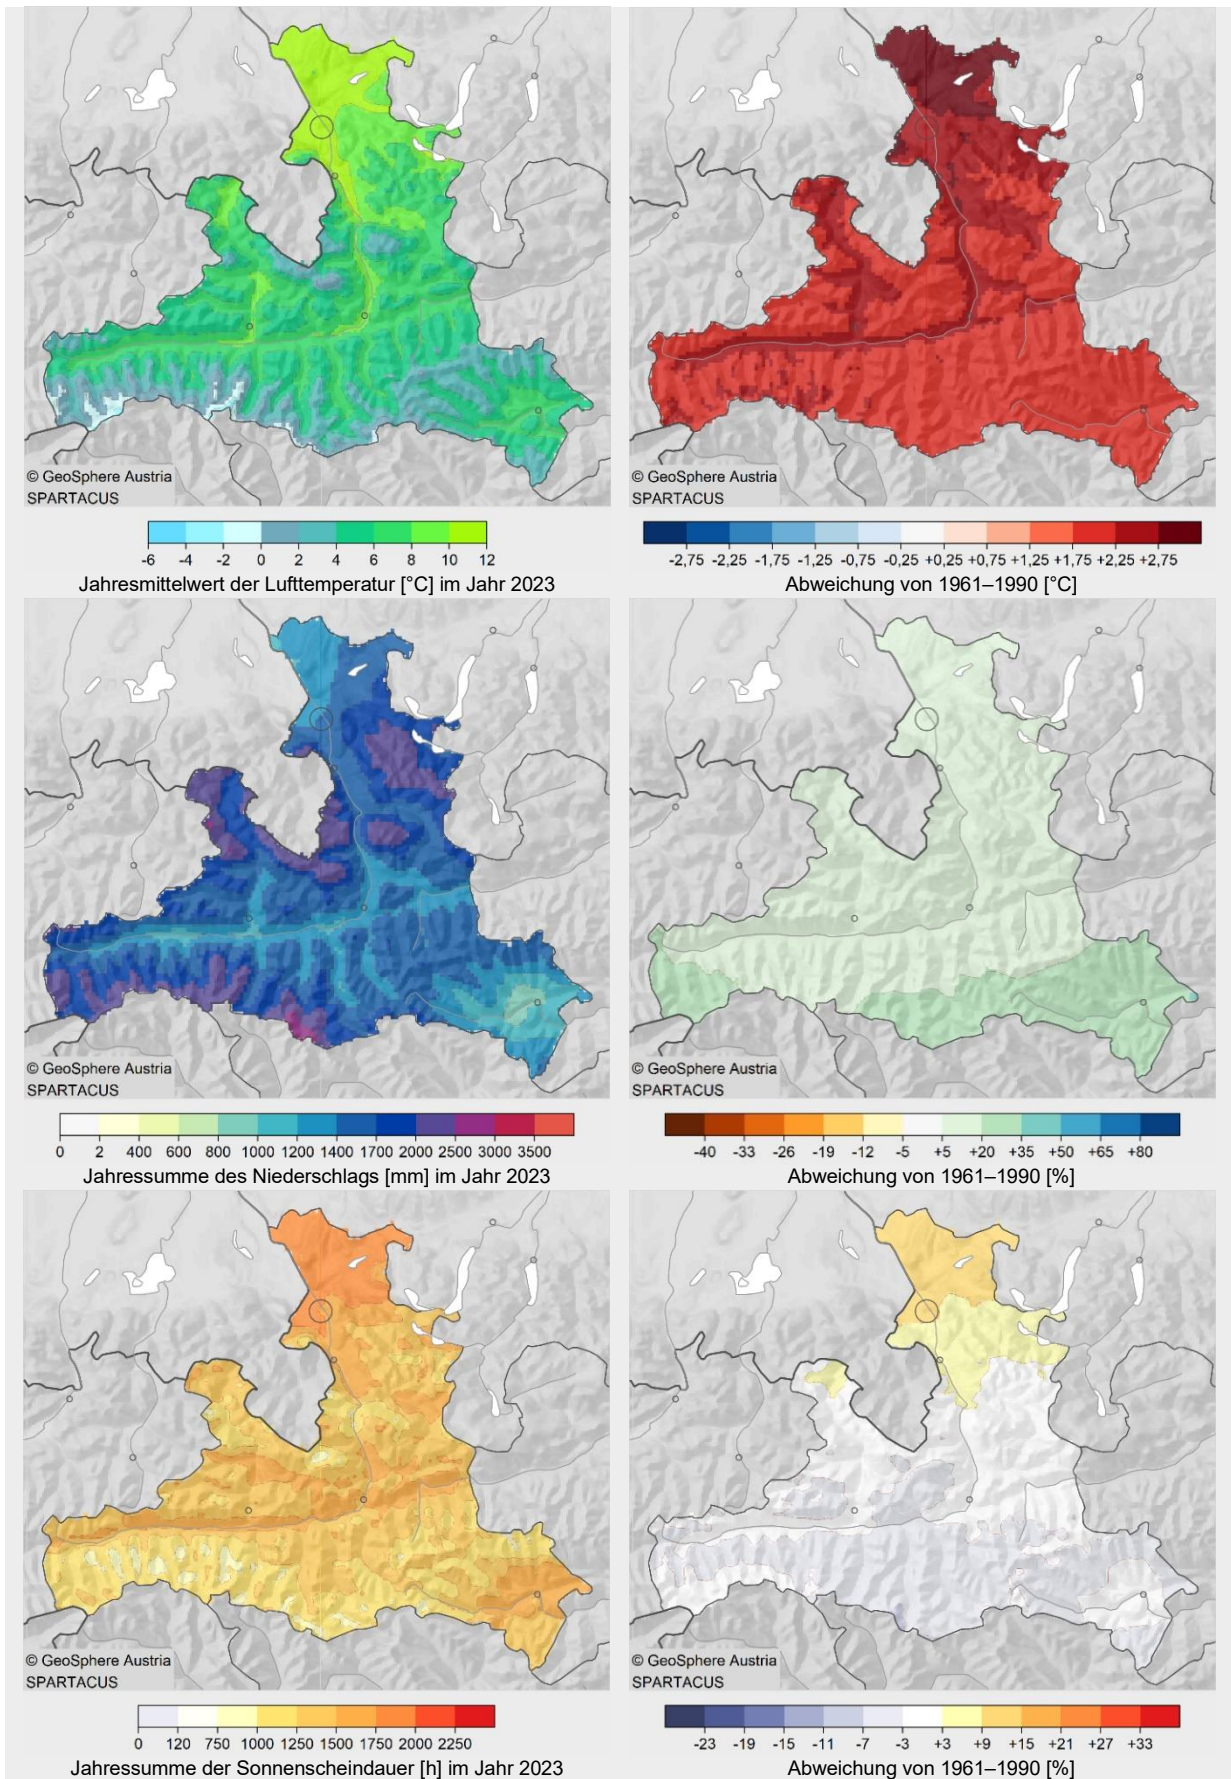 © GeoSphere Austria
SPARTACUS
© GeoSphere Austria
SPARTACUS
-6 -4 -2 0 2 4 6 8 10 12
-2,75 -2,25 -1,75 -1,25 -0,75 -0,25 +0,25 +0,75 +1,25 +1,75 +2,25 +2,75
Jahresmittelwert der Lufttemperatur [°C] im Jahr 2023
Abweichung von 1961–1990 [°C]
© GeoSphere Austria
SPARTACUS
© GeoSphere Austria
SPARTACUS
0 2 400 600 800 1000 1200 1400 1700 2000 2500 3000 3500
-40 -33 -26 -19 -12 -5 +5 +20 +35 +50 +65 +80
Jahressumme des Niederschlags [mm] im Jahr 2023
Abweichung von 1961–1990 [%]
© GeoSphere Austria
SPARTACUS
© GeoSphere Austria
SPARTACUS
0 120 750 1000 1250 1500 1750 2000 2250
-23 -19 -15 -11 -7 -3 +3 +9 +15 +21 +27 +33
Jahressumme der Sonnenscheindauer [h] im Jahr 2023
Abweichung von 1961–1990 [%]